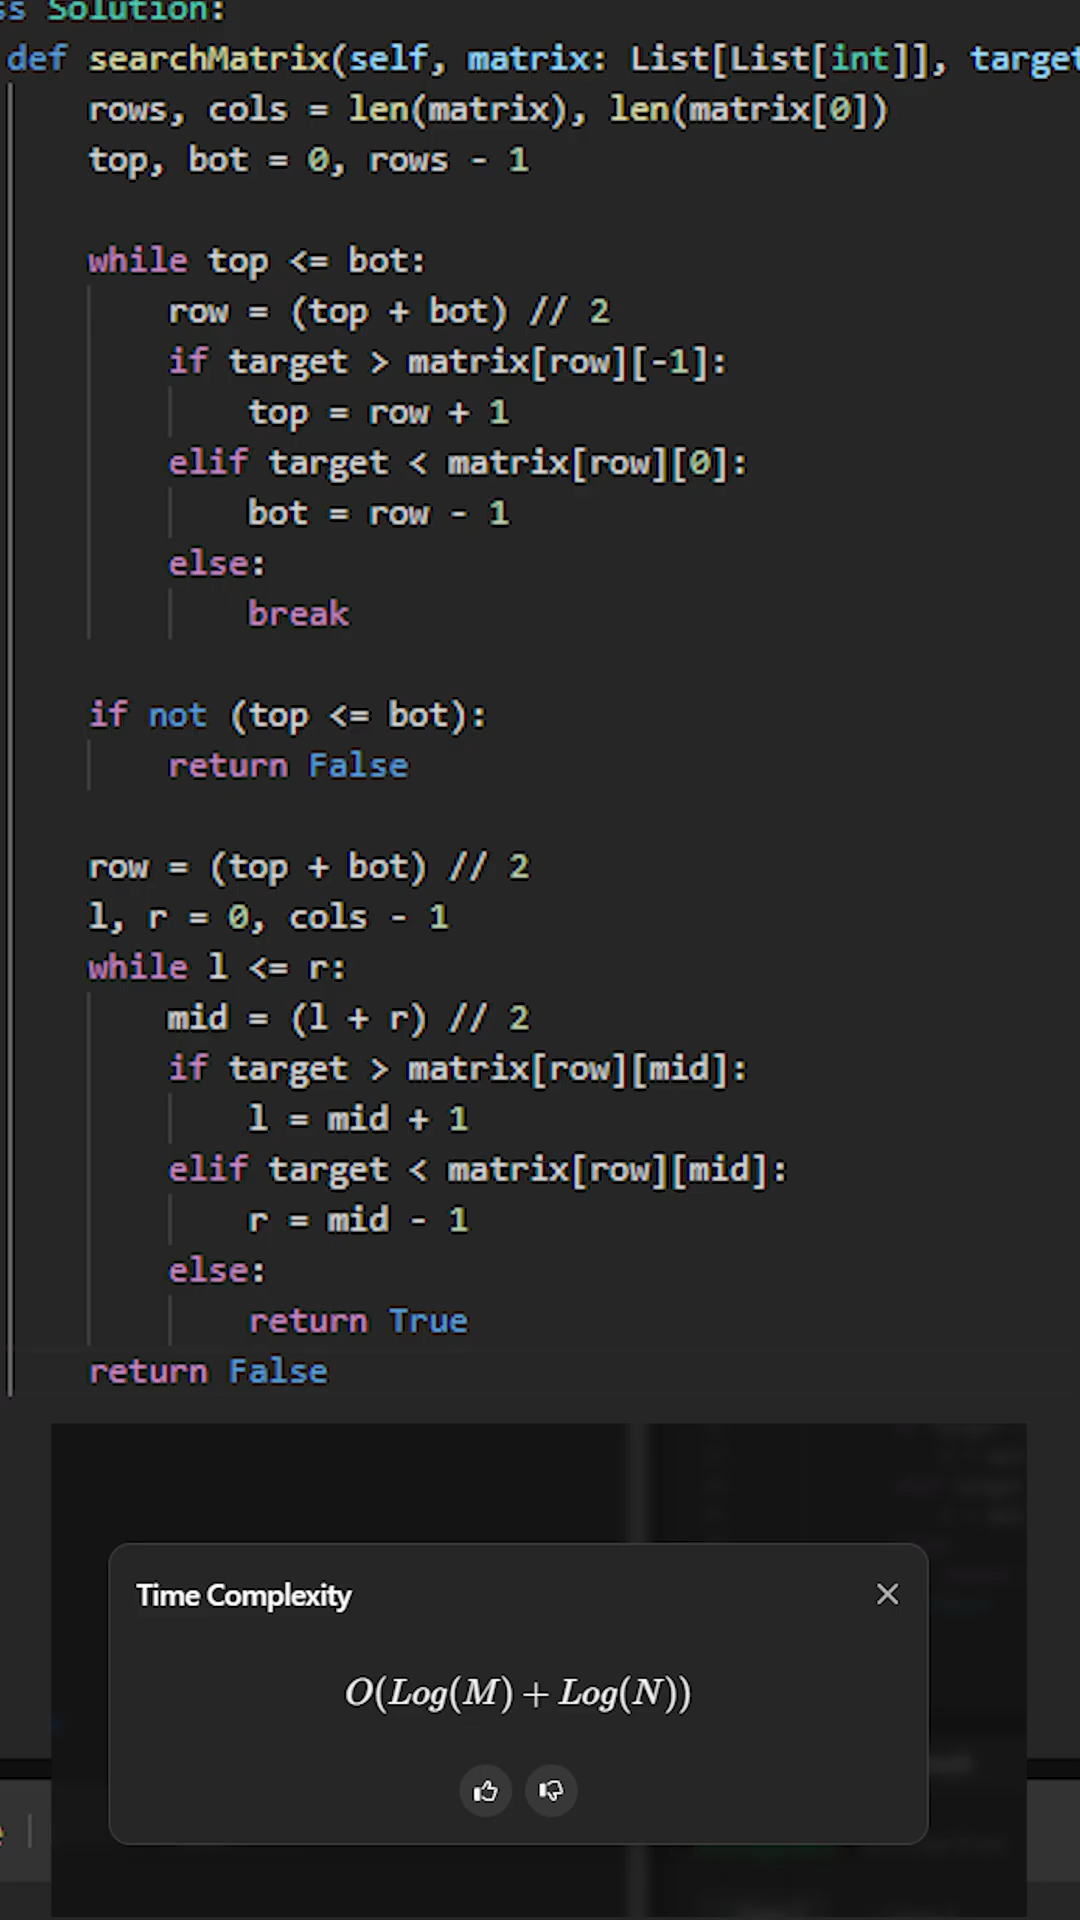 ss Solution:
def searchMatrix(self, matrix: List[List[int]], target
rows, cols = len(matrix), len(matrix[0])
top, bot = 0, rows - 1
while top <= bot:
row = (top + bot) // 2
if target > matrix[row][-1]:
top = row + 1
elif target < matrix[row][0]:
bot = row - 1
else:
break
if not (top <= bot):
return False
row = (top + bot) // 2
l, r = 0, cols - 1
while l <= r:
mid = (l + r) // 2
if target > matrix[row][mid]:
l = mid + 1
elif target < matrix[row][mid]:
r = mid - 1
else:
return True
return False
Time Complexity
O(Log(M) + Log(N))